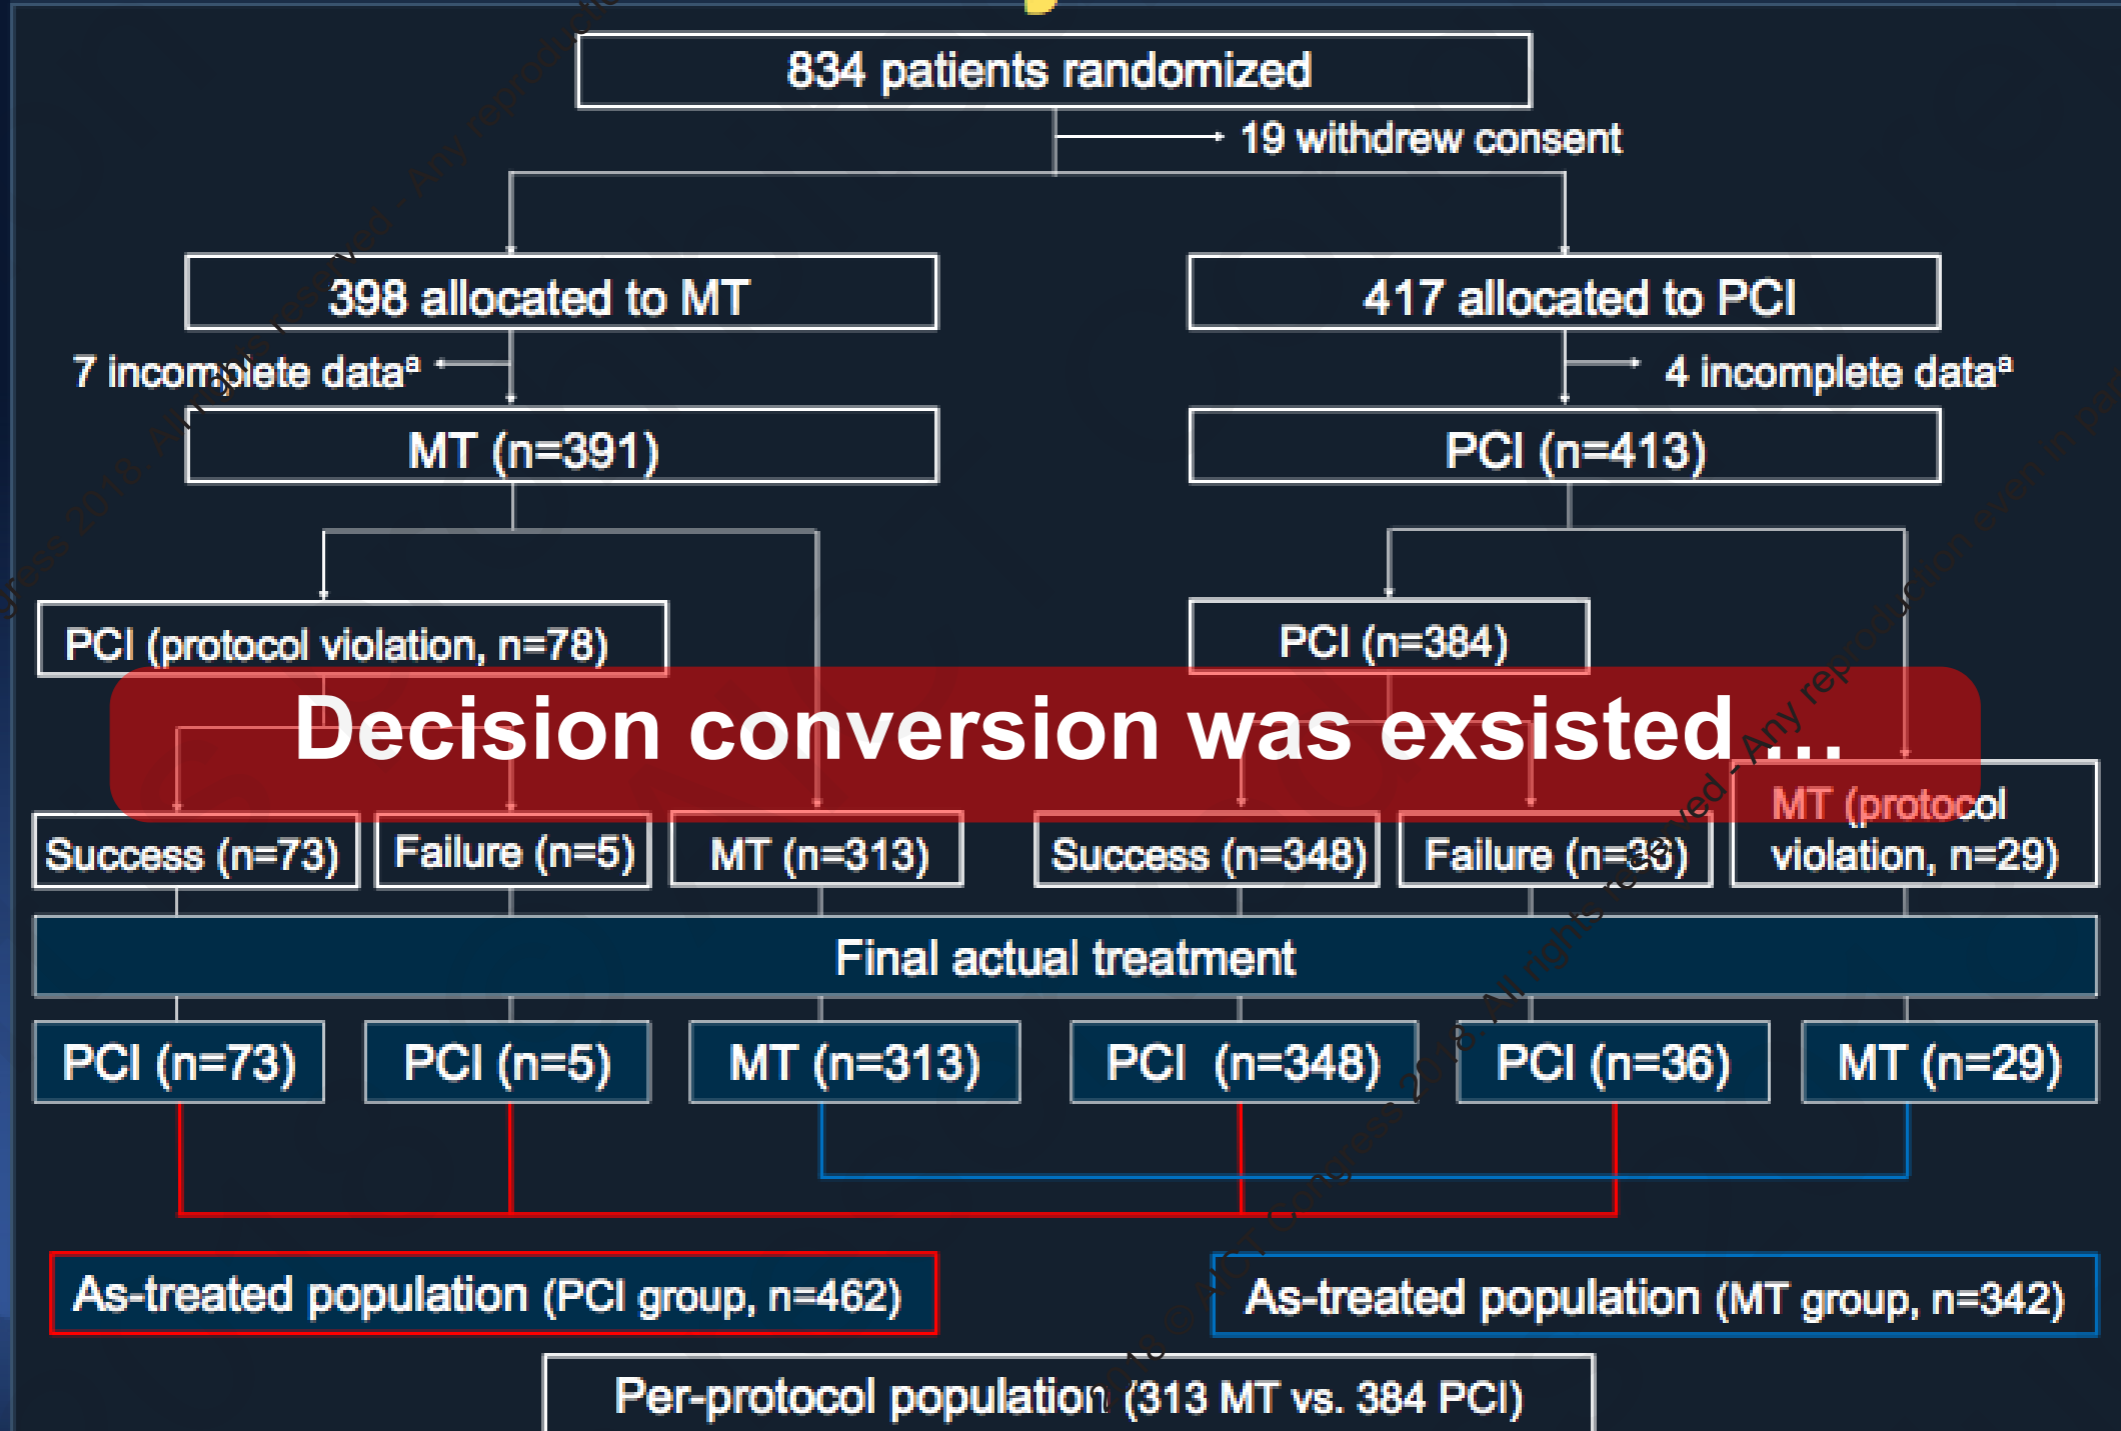 834 patients randomized
19 withdrew consent
398 allocated to MT
417 allocated to PCI
7 incomplete dataª
4 incomplete dataª
MT (n=391)
PCI (n=413)
PCI (protocol violation, n=78)
PCI (n=384)
Decision conversion was exsisted ...
Success (n=73)
Failure (n=5)
MT (n=313)
Success (n=348)
Failure (n=36)
MT (protocol
violation, n=29)
Final actual treatment
PCI (n=73)
PCI (n=5)
MT (n=313)
PCI (n=348)
PCI (n=36)
MT (n=29)
As-treated population (PCI group, n=462)
As-treated population (MT group, n=342)
Per-protocol population (313 MT vs. 384 PCI)